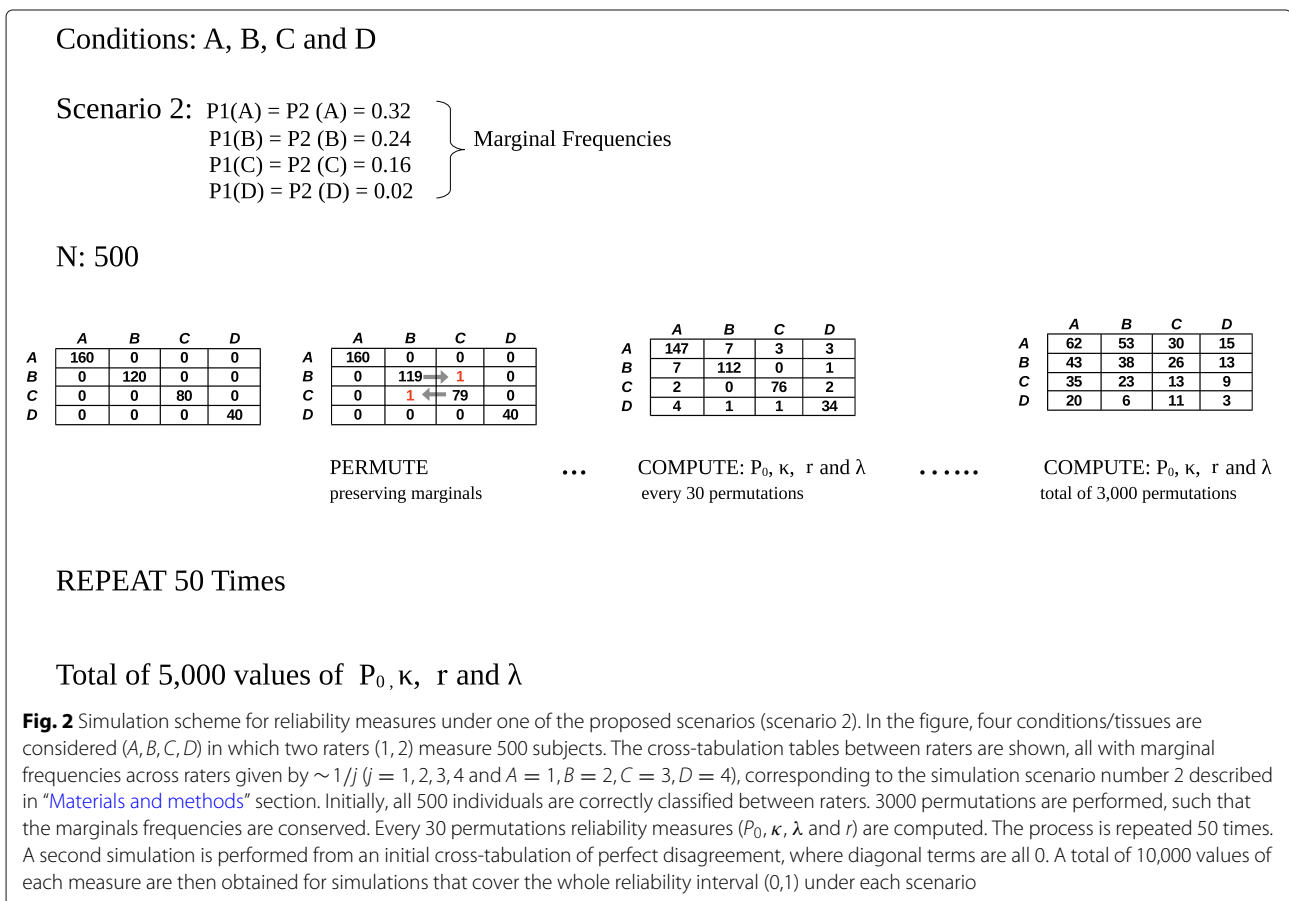 Conditions: A, B, C and D
Scenario 2: P1(A) = P2 (A) = 0.32
P1(B) = P2 (B) = 0.24
P1(C) = P2 (C) = 0.16
P1(D) = P2 (D) = 0.02
Marginal Frequencies
N: 500
A B C D
A 160 0 0 0
B 0 120 0 0
C 0 0 80 0
D 0 0 0 40
A B C D
A 160 0 0 0
B 0 119 1 0
C 0 1 79 0
D 0 0 0 40
A B C D
A 147 7 3 3
B 7 112 0 1
C 2 0 76 2
D 4 1 1 34
A B C D
A 62 53 30 15
B 43 38 26 13
C 35 23 13 9
D 20 6 11 3
PERMUTE
preserving marginals
...
COMPUTE: P₀, κ, r and λ
every 30 permutations
......
COMPUTE: P₀, κ, r and λ
total of 3,000 permutations
REPEAT 50 Times
Total of 5,000 values of P₀, κ, r and λ
Fig. 2 Simulation scheme for reliability measures under one of the proposed scenarios (scenario 2). In the figure, four conditions/tissues are
considered (A, B, C, D) in which two raters (1, 2) measure 500 subjects. The cross-tabulation tables between raters are shown, all with marginal
frequencies across raters given by ∼ 1/j (j = 1, 2, 3, 4 and A = 1, B = 2, C = 3, D = 4), corresponding to the simulation scenario number 2 described
in “Materials and methods” section. Initially, all 500 individuals are correctly classified between raters. 3000 permutations are performed, such that
the marginals frequencies are conserved. Every 30 permutations reliability measures (P₀, κ, λ and r) are computed. The process is repeated 50 times.
A second simulation is performed from an initial cross-tabulation of perfect disagreement, where diagonal terms are all 0. A total of 10,000 values of
each measure are then obtained for simulations that cover the whole reliability interval (0,1) under each scenario